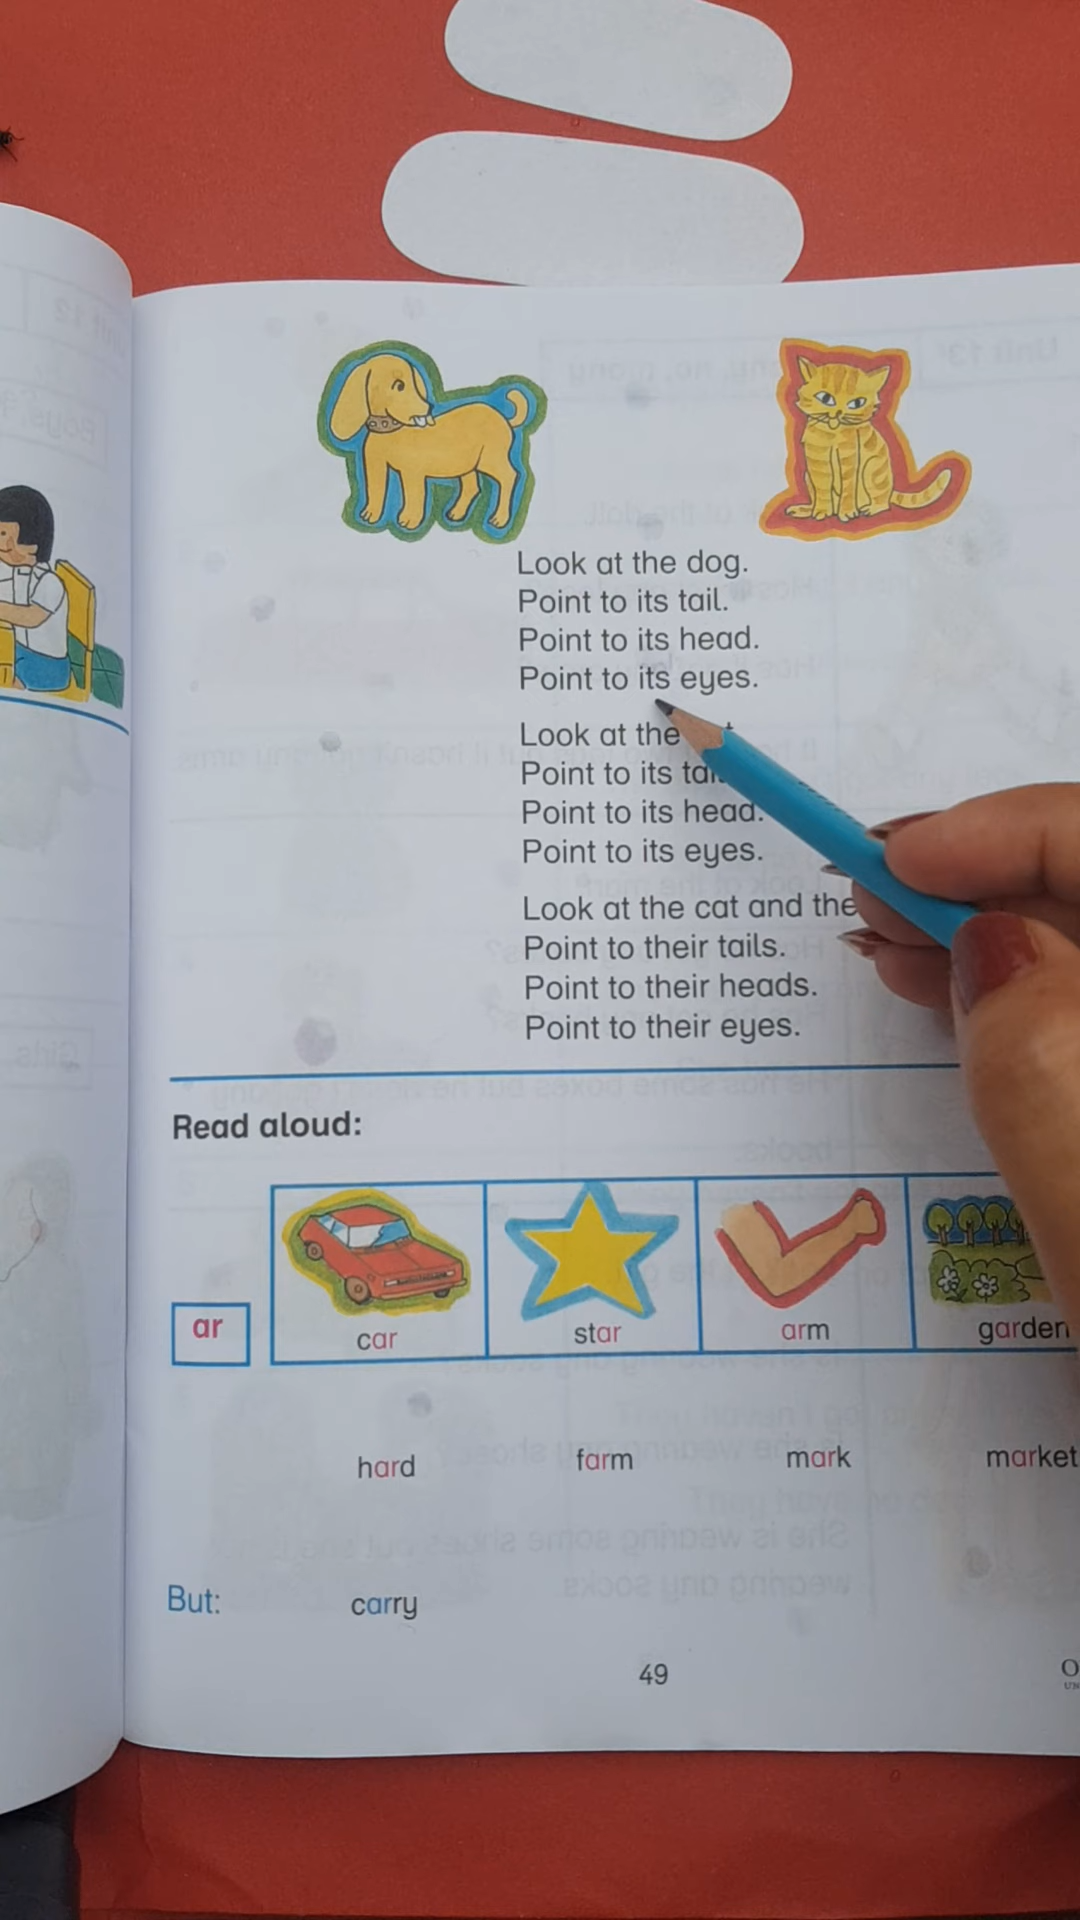 Look at the dog.
Point to its tail.
Point to its head.
Point to its eyes.
Look at the
Point to its
Point to its head.
Point to its eyes.
Look at the cat and the
Point to their tails.
Point to their heads.
Point to their eyes.
Read aloud:
ar
car
star
arm
garden
hard
farm
mark
market
But:
carry
49